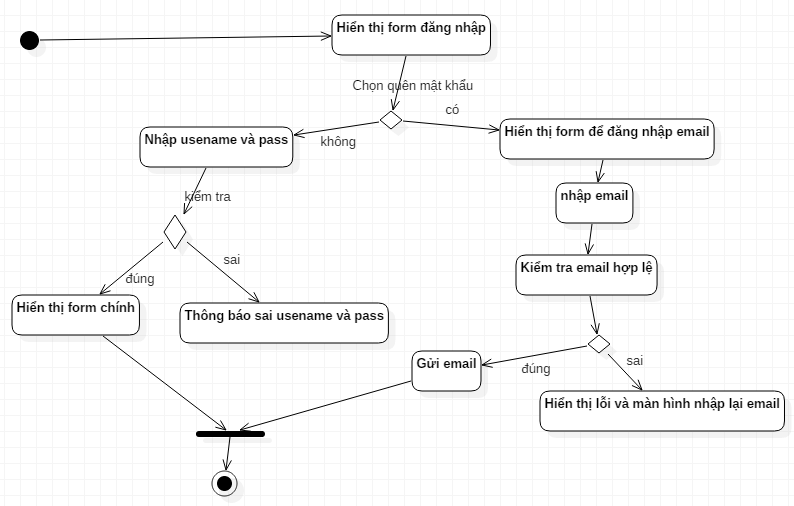 Hiển thị form đăng nhập
Chọn quên mật khẩu
có
không
Nhập usename và pass
Hiển thị form để đăng nhập email
kiểm tra
nhập email
sai
đúng
Kiểm tra email hợp lệ
Hiển thị form chính
Thông báo sai usename và pass
Gửi email
đúng
sai
Hiển thị lỗi và màn hình nhập lại email